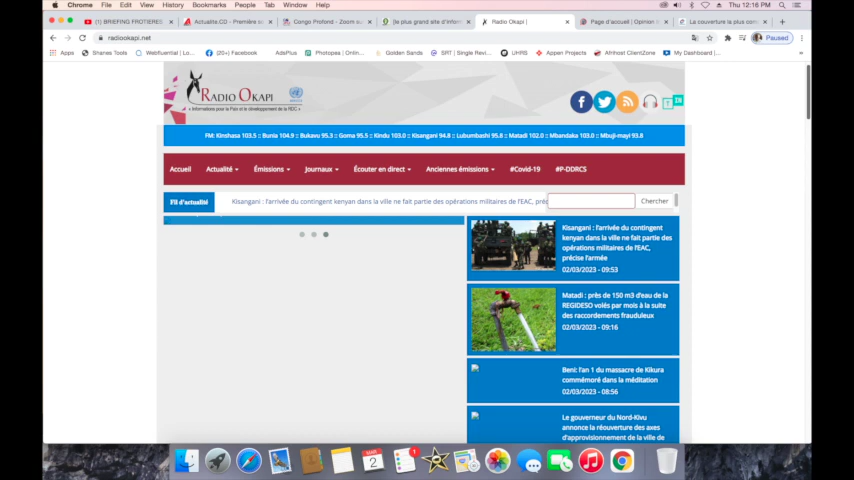 Chrome File Edit View History Bookmarks People Tab Window Help Thu 12:16 PM
(1) BRIEFING FROTIERES
Actualite.CD - Première s
Congo Profond - Zoom su
[le plus grand site d'inform
Radio Okapi |
Page d'accueil | Opinion
La couverture la plus com
radiookapi.net
Paused
Apps Shanes Tools Webfluential (20+) Facebook AdsPlus Photopea | Onlin... Golden Sands SRT | Single Revi... UHRS Appen Projects Afrihost ClientZone My Dashboard |...
RADIO OKAPI
« Informations pour la Paix et le développement de la RDC »
FM: Kinshasa 103.5 :: Bunia 104.9 :: Bukavu 95.3 :: Goma 95.5 :: Kindu 103.0 :: Kisangani 94.8 :: Lubumbashi 95.8 :: Matadi 102.0 :: Mbandaka 103.0 :: Mbuji-mayi 93.8
Accueil Actualité Émissions Journaux Écouter en direct Anciennes émissions #Covid-19 #P-DDRCS
Fil d'actualité
Kisangani : l'arrivée du contingent kenyan dans la ville ne fait partie des opérations militaires de l'EAC, préc
Chercher
Kisangani : l'arrivée du contingent
kenyan dans la ville ne fait partie des
opérations militaires de l'EAC,
précise l'armée
02/03/2023 - 09:53
Matadi : près de 150 m3 d'eau de la
REGIDESO volés par mois à la suite
des raccordements frauduleux
02/03/2023 - 09:16
Beni: l'an 1 du massacre de Kikura
commémoré dans la méditation
02/03/2023 - 08:56
Le gouverneur du Nord-Kivu
annonce la réouverture des axes
d'approvisionnement de la ville de
MAR
2
1